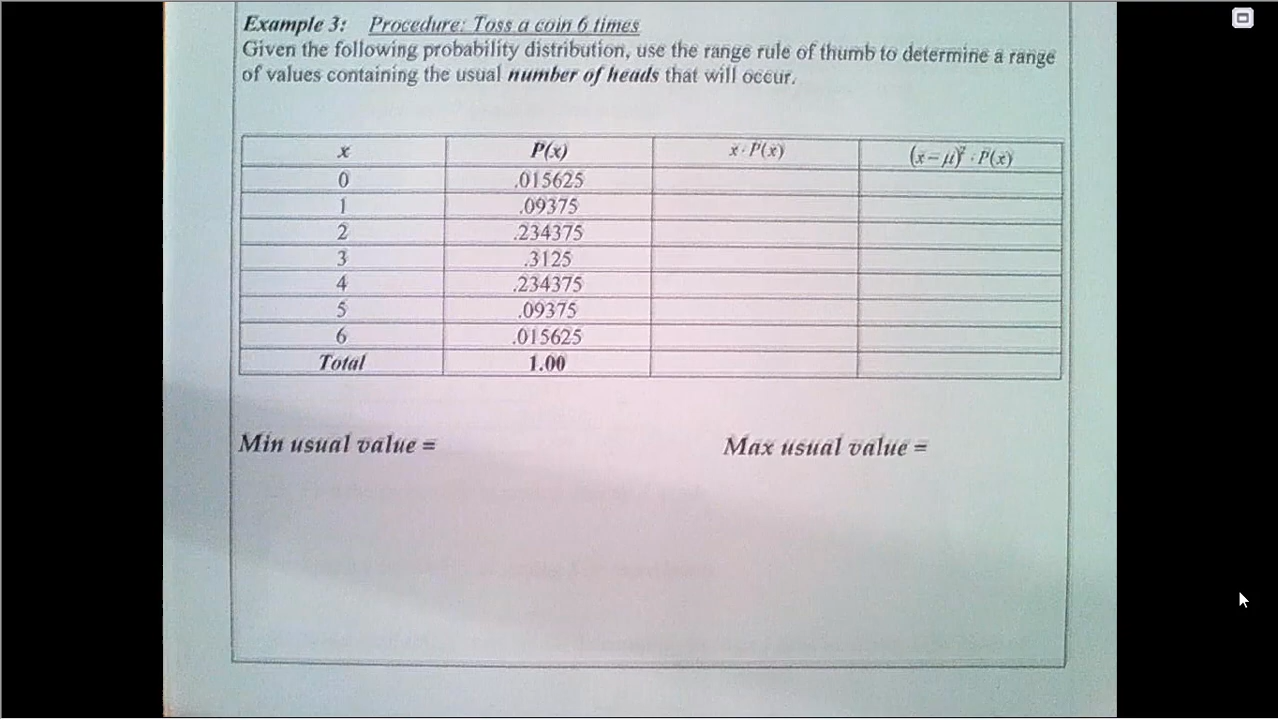 Example 3: Procedure: Toss a coin 6 times
Given the following probability distribution, use the range rule of thumb to determine a range
of values containing the usual number of heads that will occur.
x P(x) x · P(x) (x – μ)² · P(x)
0 .015625
1 .09375
2 .234375
3 .3125
4 .234375
5 .09375
6 .015625
Total 1.00
Min usual value = Max usual value =